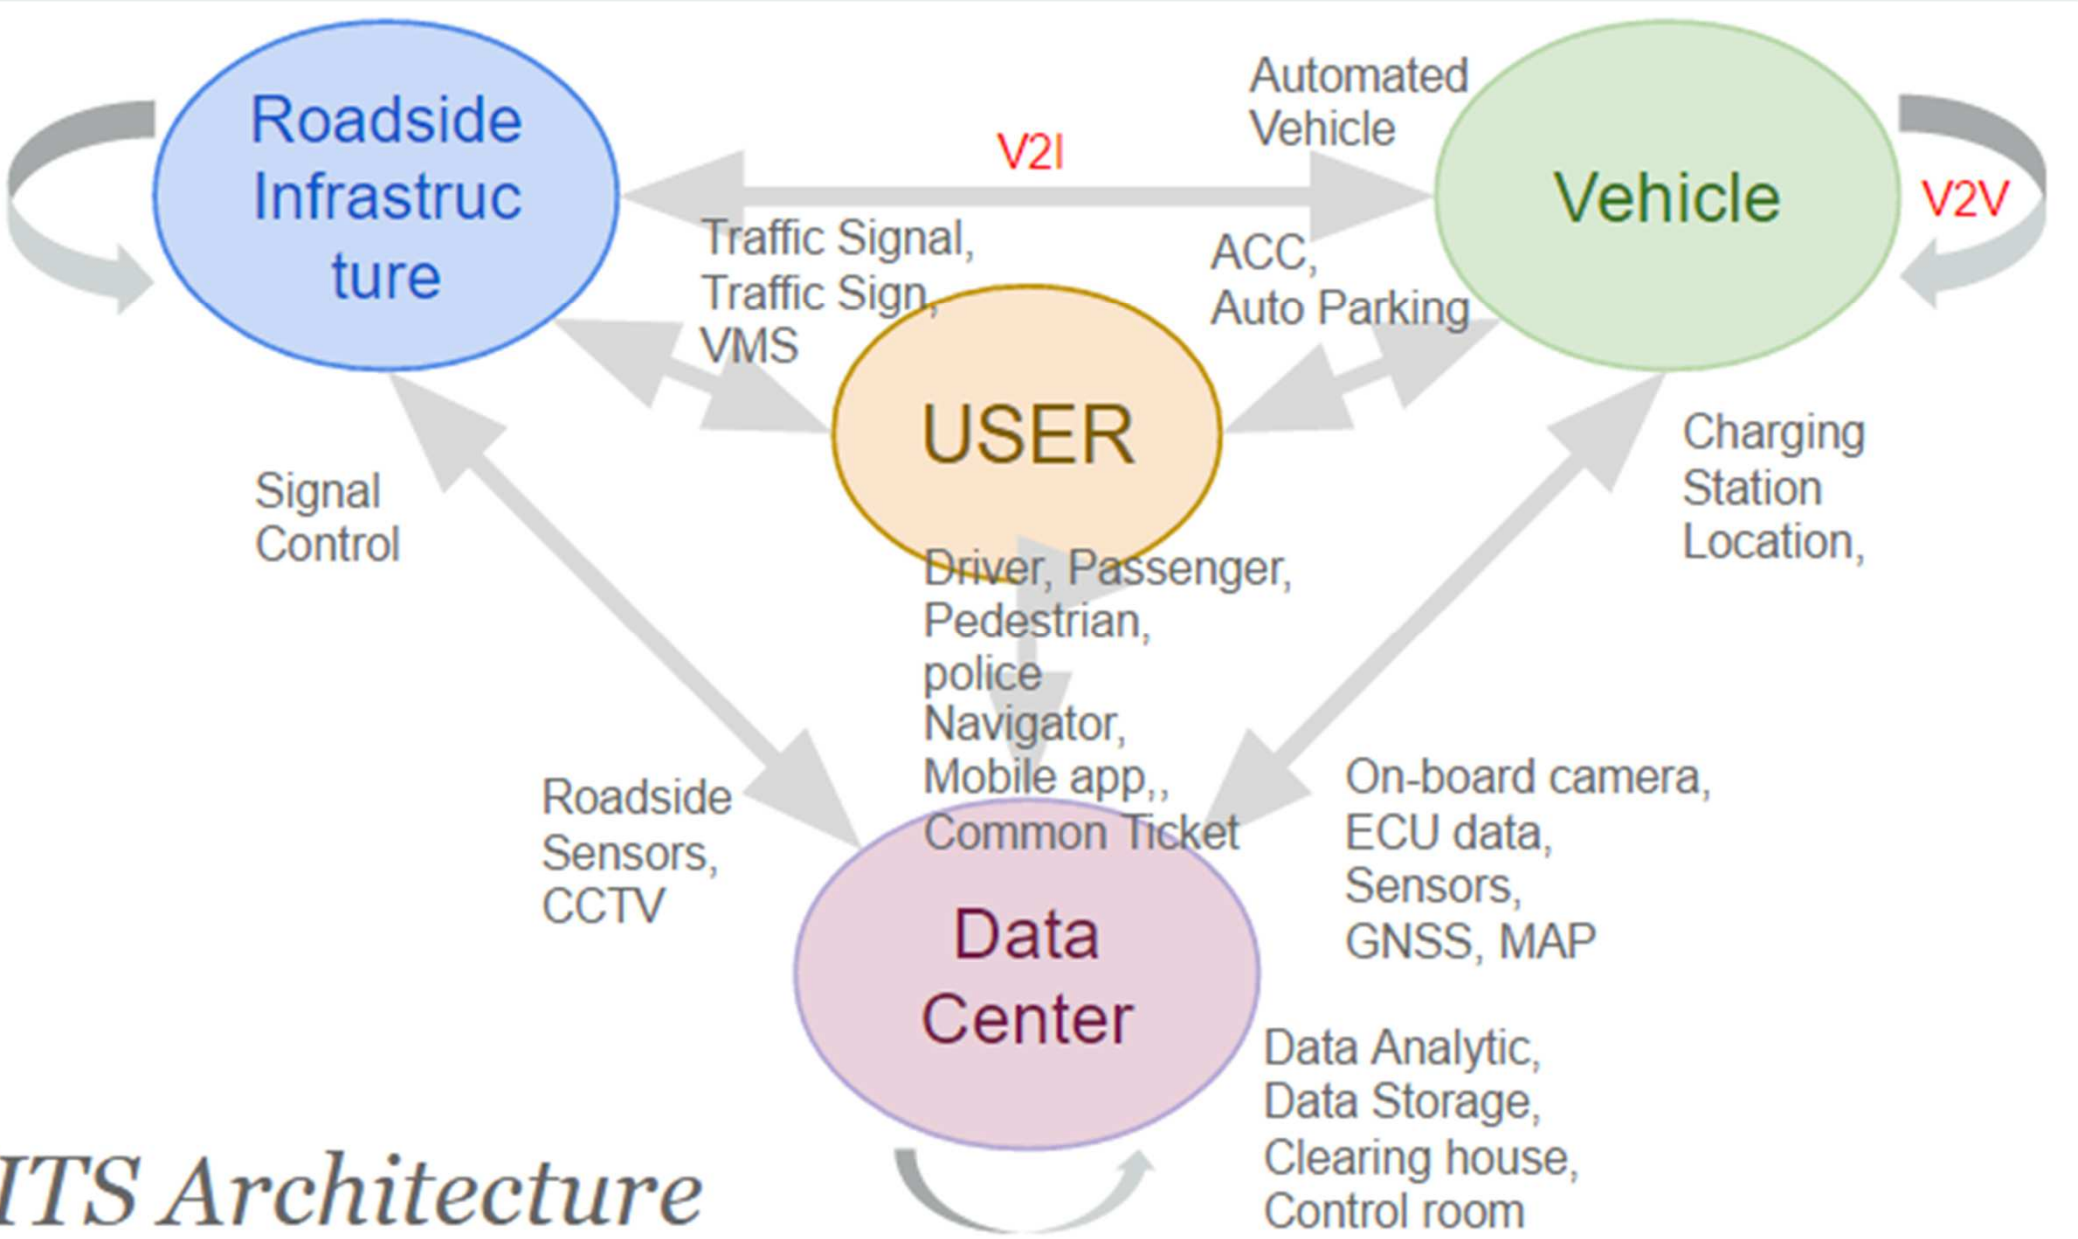 Roadside
Infrastruc
ture
V2I
Automated
Vehicle
Vehicle
V2V
Traffic Signal,
Traffic Sign,
VMS
ACC,
Auto Parking
USER
Signal
Control
Charging
Station
Location,
Driver, Passenger,
Pedestrian,
police
Navigator,
Mobile app,,
Common Ticket
Roadside
Sensors,
CCTV
On-board camera,
ECU data,
Sensors,
GNSS, MAP
Data
Center
Data Analytic,
Data Storage,
Clearing house,
Control room
ITS Architecture